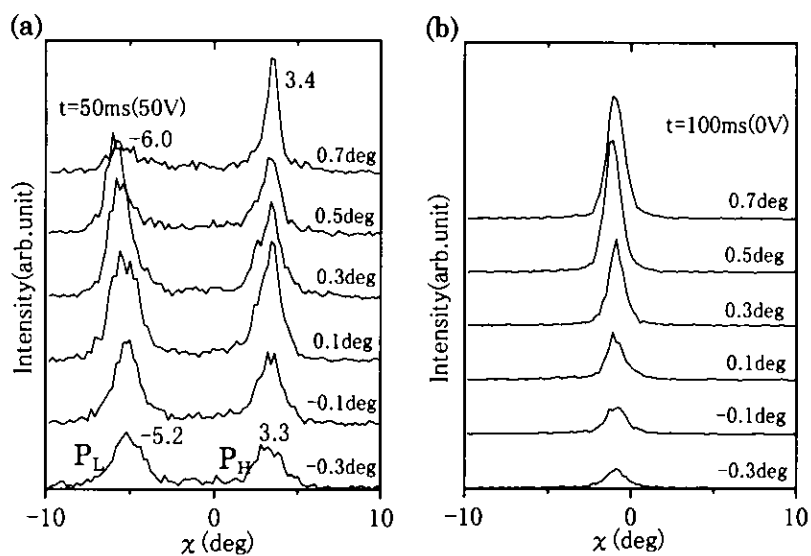 (a)
Intensity(arb.unit)
t=50ms(50V)
-6.0
3.4
0.7deg
0.5deg
0.3deg
0.1deg
-0.1deg
-5.2
3.3
P_L
P_H
-0.3deg
-10
0
10
χ (deg)
(b)
Intensity(arb.unit)
t=100ms(0V)
0.7deg
0.5deg
0.3deg
0.1deg
-0.1deg
-0.3deg
-10
0
10
χ (deg)